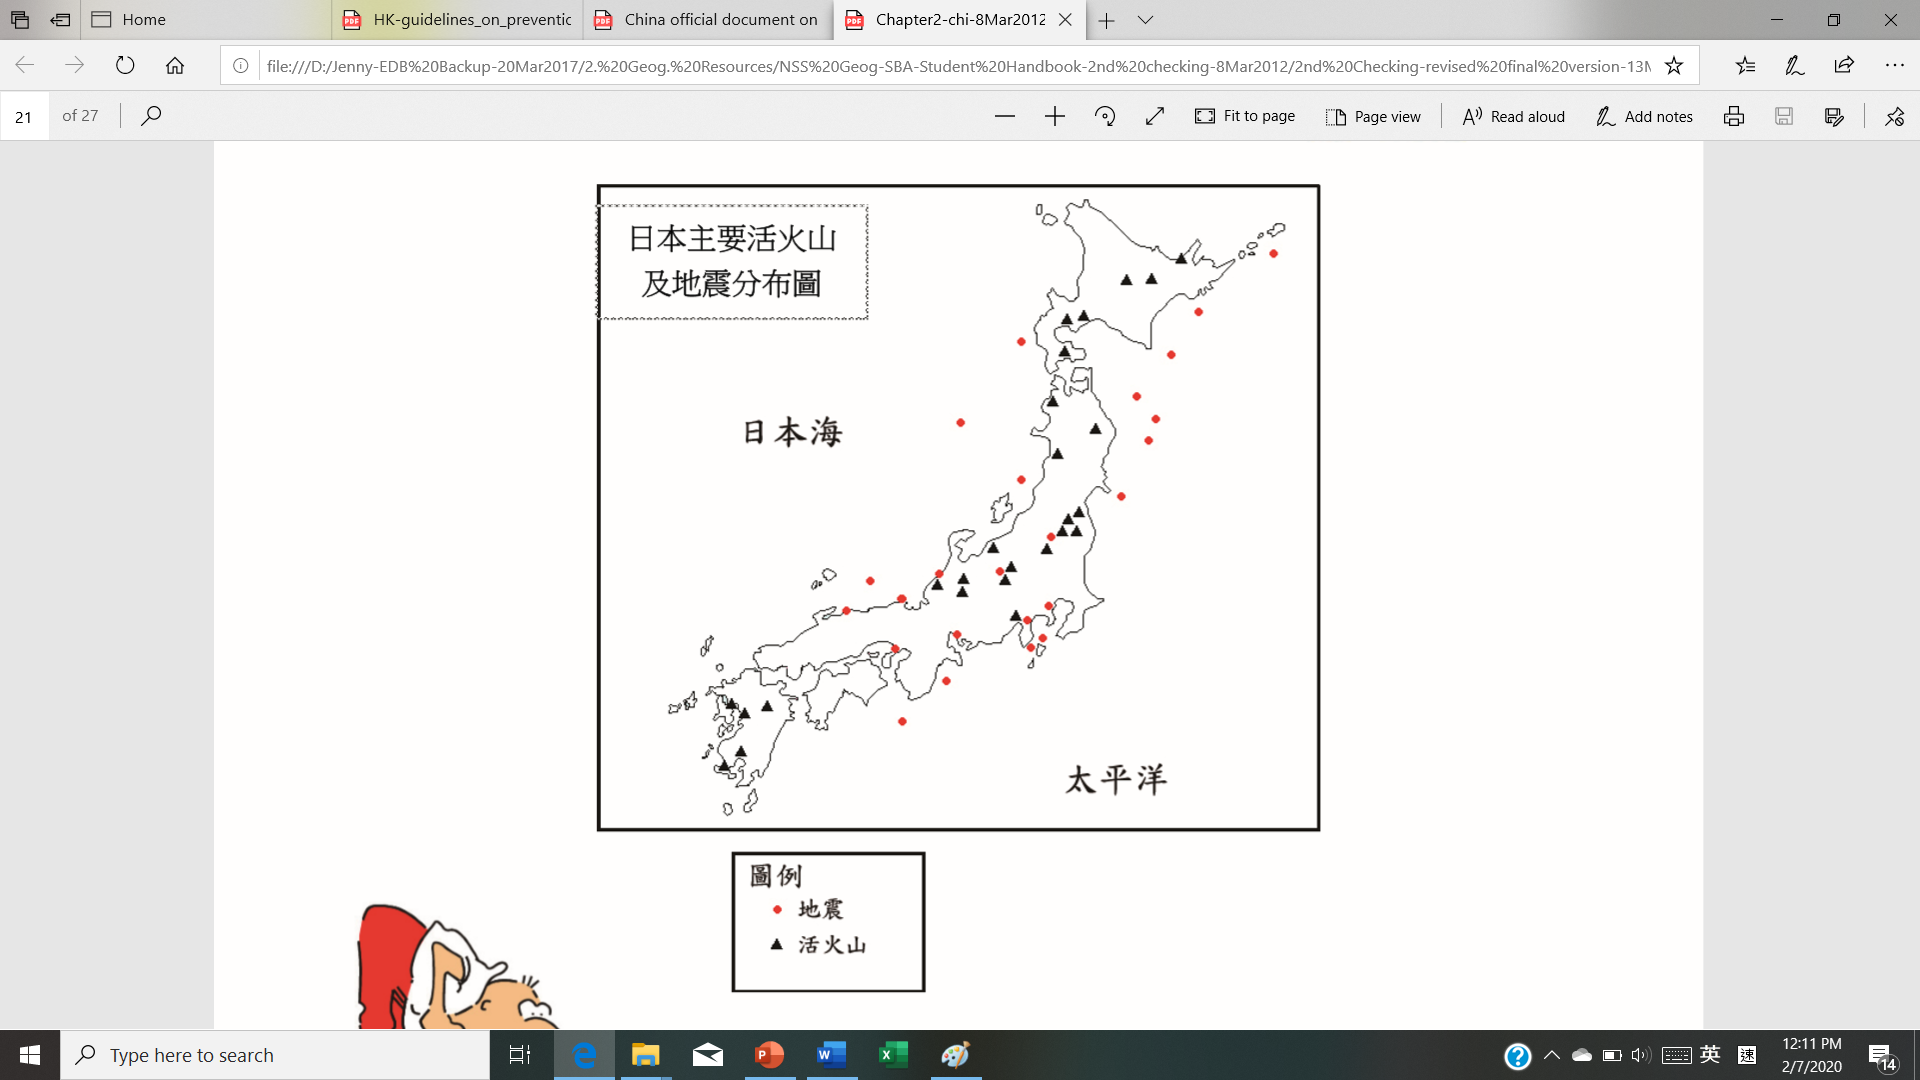 Home
HK-guidelines_on_preventic
China official document on
Chapter2-chi-8Mar2012
file:///D:/Jenny-EDB%20Backup-20Mar2017/2.%20Geog.%20Resources/NSS%20Geog-SBA-Student%20Handbook-2nd%20checking-8Mar2012/2nd%20Checking-revised%20final%20version-13M
21 of 27
Fit to page
Page view
Read aloud
Add notes
日本主要活火山
及地震分布圖
日本海
太平洋
圖例
地震
活火山
Type here to search
英
速
12:11 PM
2/7/2020
14